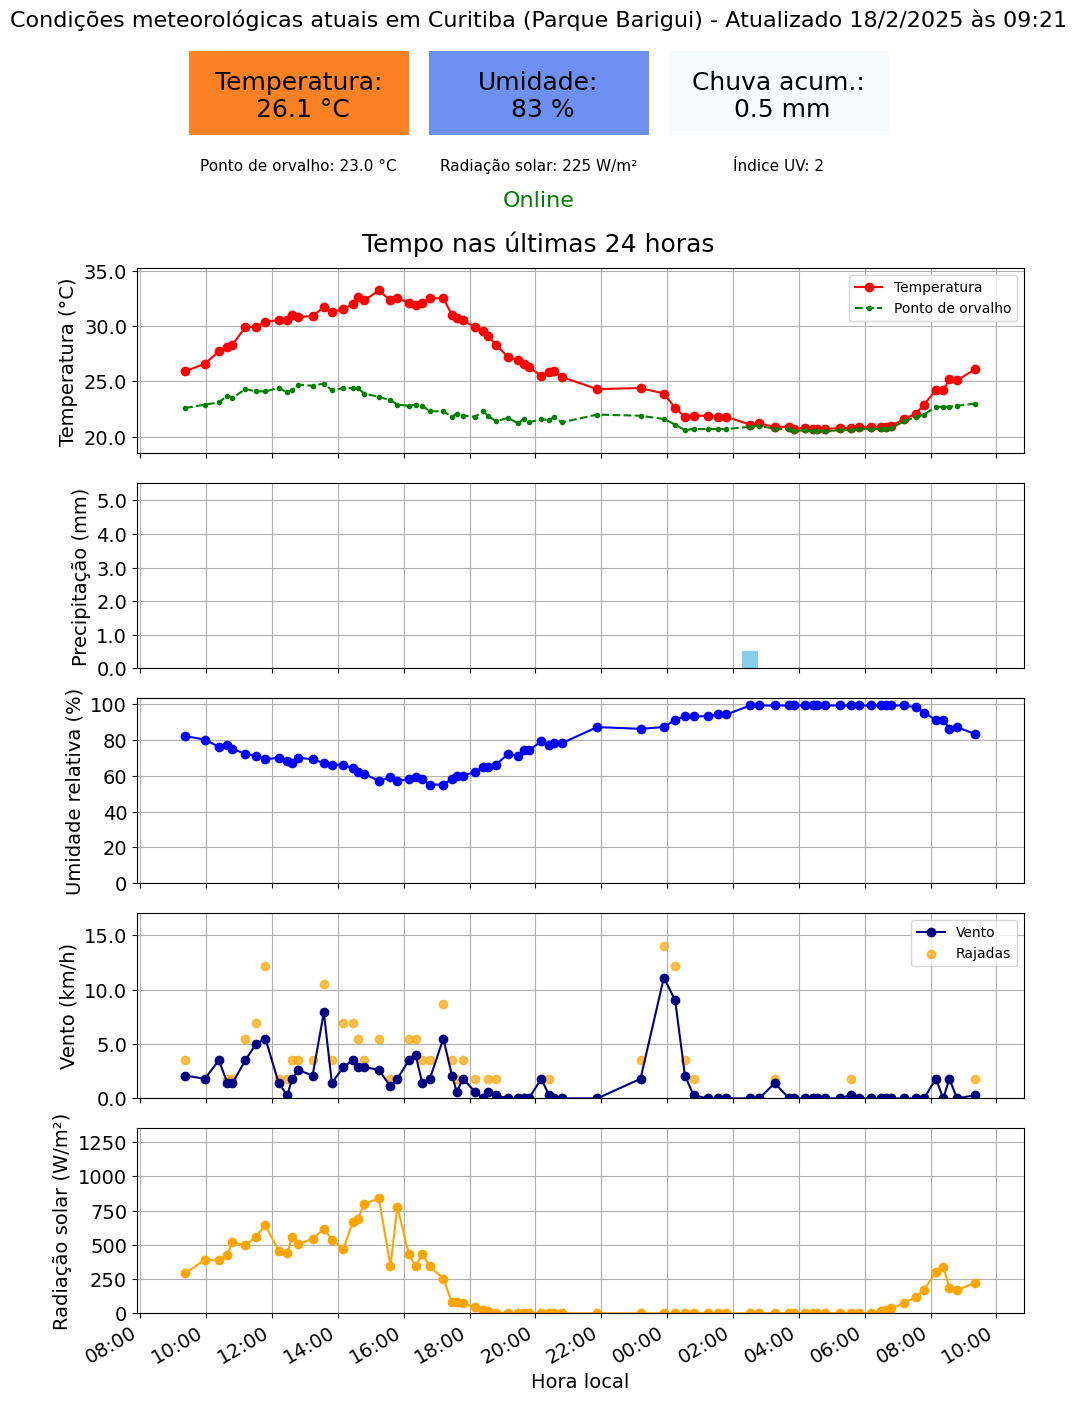 Condições meteorológicas atuais em Curitiba (Parque Barigui) - Atualizado 18/2/2025 às 09:21
Temperatura:
26.1 °C
Umidade:
83 %
Chuva acum.:
0.5 mm
Ponto de orvalho: 23.0 °C
Radiação solar: 225 W/m²
Índice UV: 2
Online
Tempo nas últimas 24 horas
Temperatura (°C)
35.0
30.0
25.0
20.0
Temperatura
Ponto de orvalho
Precipitação (mm)
5.0
4.0
3.0
2.0
1.0
0.0
Umidade relativa (%)
100
80
60
40
20
0
Vento (km/h)
15.0
10.0
5.0
0.0
Vento
Rajadas
Radiação solar (W/m²)
1250
1000
750
500
250
0
08:00
10:00
12:00
14:00
16:00
18:00
20:00
22:00
00:00
02:00
04:00
06:00
08:00
10:00
Hora local